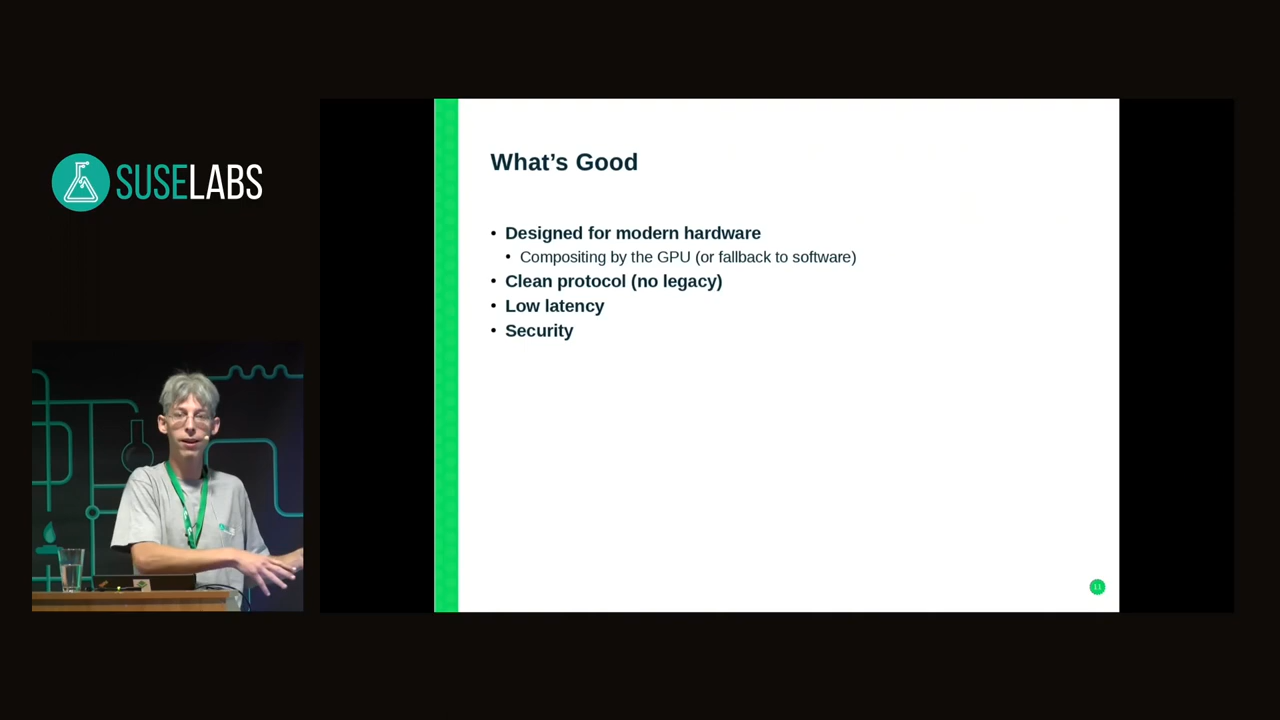 SUSELABS
What's Good
• Designed for modern hardware
• Compositing by the GPU (or fallback to software)
• Clean protocol (no legacy)
• Low latency
• Security
11